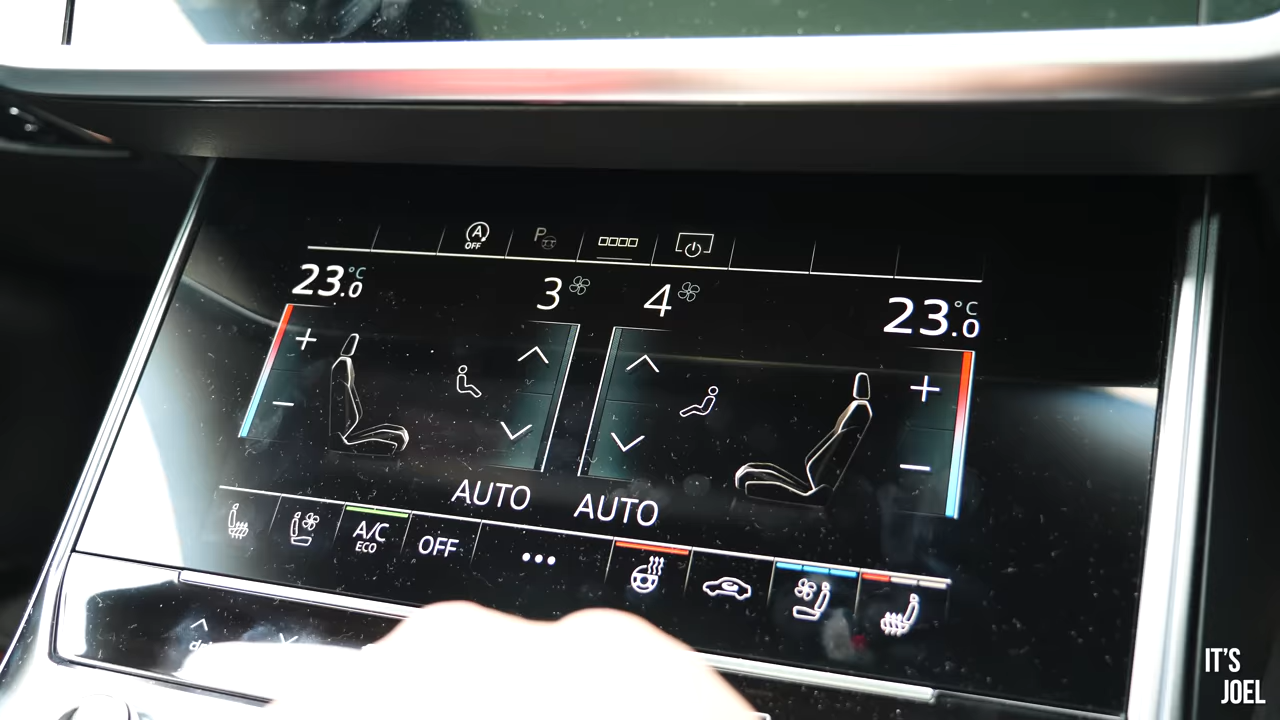 A
OFF
P
23.0 °C
3
4
23.0 °C
+
−
+
−
AUTO
AUTO
A/C
ECO
OFF
•••
IT'S
JOEL